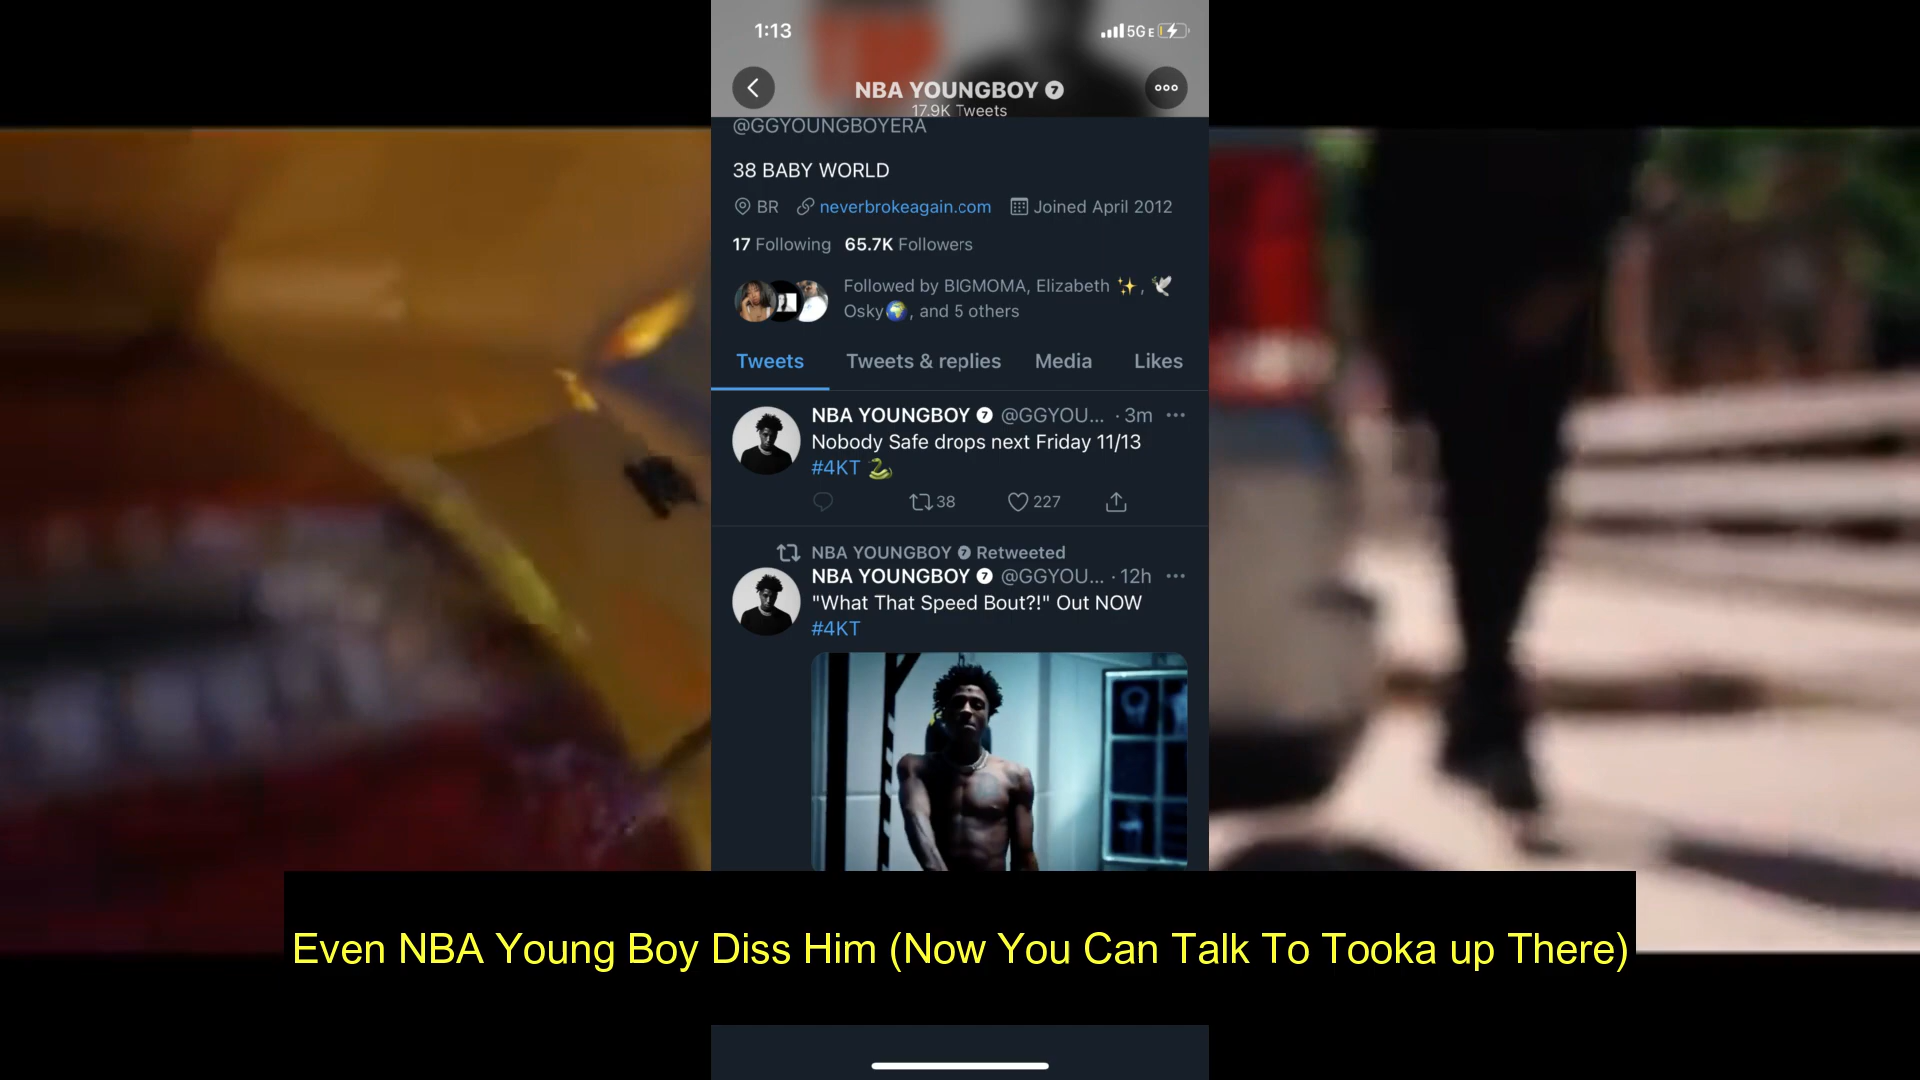 1:13
5GE
NBA YOUNGBOY
17.9K Tweets
@GGYOUNGBOYERA
38 BABY WORLD
BR neverbrokeagain.com Joined April 2012
17 Following 65.7K Followers
Followed by BIGMOMA, Elizabeth ✨, 🕊
Osky🌍, and 5 others
Tweets Tweets & replies Media Likes
NBA YOUNGBOY @GGYOU... · 3m
Nobody Safe drops next Friday 11/13
#4KT 🐍
38 227
NBA YOUNGBOY Retweeted
NBA YOUNGBOY @GGYOU... · 12h
"What That Speed Bout?!" Out NOW
#4KT
Even NBA Young Boy Diss Him (Now You Can Talk To Tooka up There)